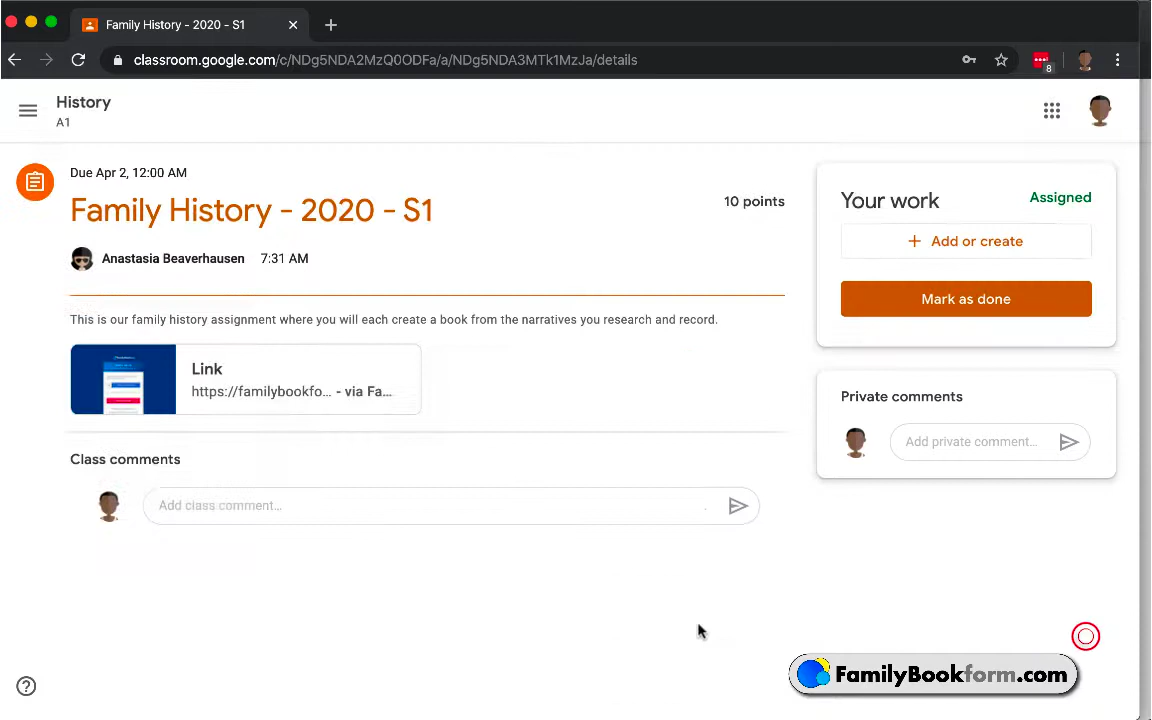 Family History - 2020 - S1
classroom.google.com/c/NDg5NDA2MzQ0ODFa/a/NDg5NDA3MTk1MzJa/details
8
History
A1
Due Apr 2, 12:00 AM
Family History - 2020 - S1
10 points
Anastasia Beaverhausen 7:31 AM
This is our family history assignment where you will each create a book from the narratives you research and record.
Link
https://familybookfo... - via Fa...
Class comments
Add class comment...
Your work
Assigned
+ Add or create
Mark as done
Private comments
Add private comment...
FamilyBookform.com